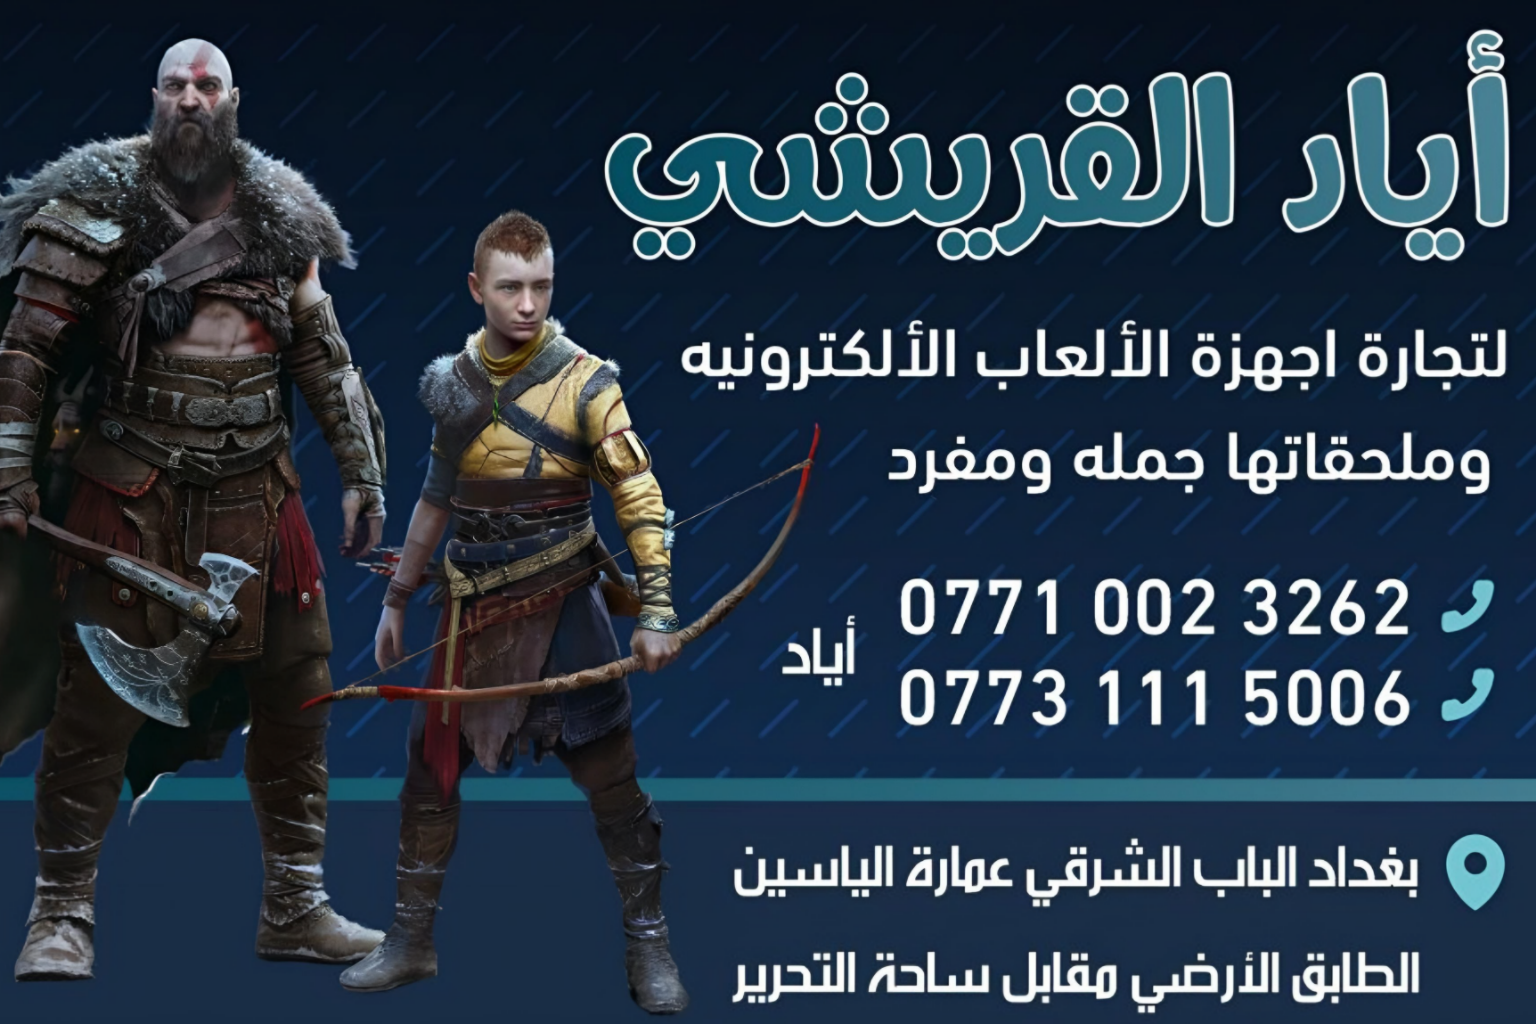 أياد القريشي
لتجارة اجهزة الألعاب الألكترونيه
وملحقاتها جمله ومفرد
0771 002 3262
أياد
0773 111 5006
بغداد الباب الشرقي عمارة الياسين
الطابق الأرضي مقابل ساحة التحرير